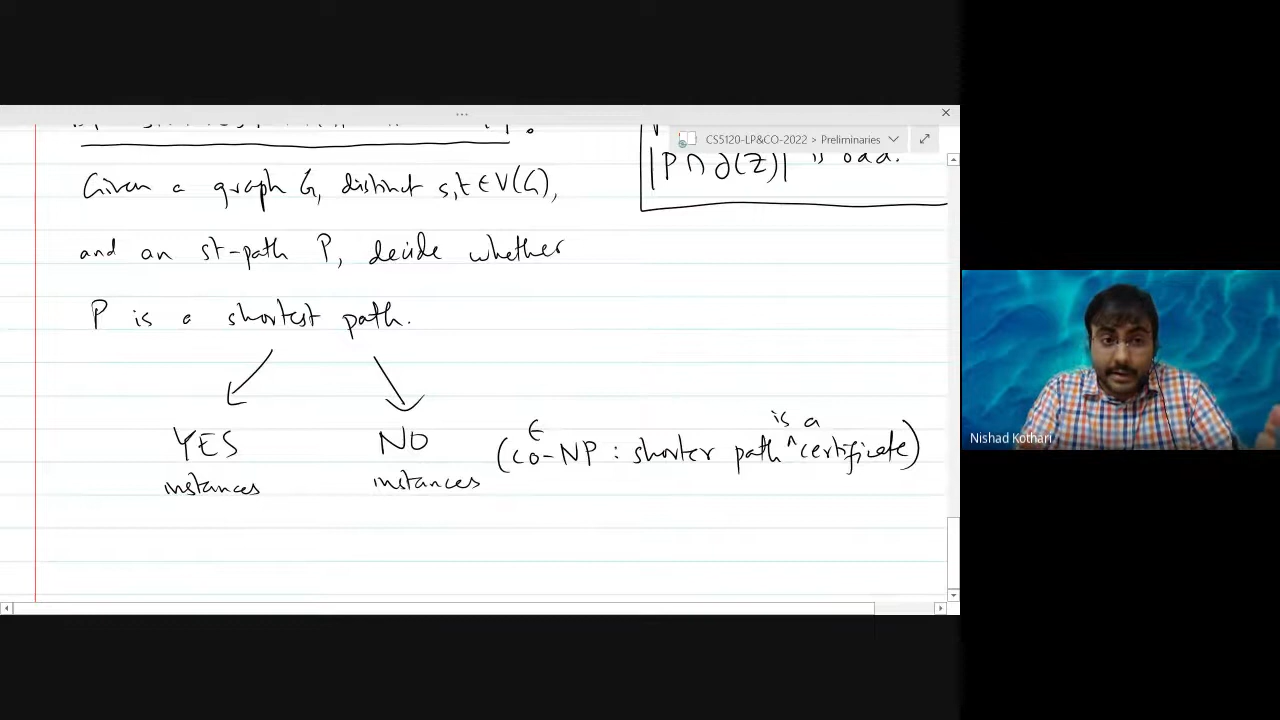 CS5120-LP&CO-2022 > Preliminaries
|P ∩ ∂(Z)| is odd.
Given a graph G, distinct s,t ∈ V(G),
and an st-path P, decide whether
P is a shortest path.
YES
instances
NO
instances
(∈ co-NP : shorter path ^ is a certificate)
Nishad Kothari